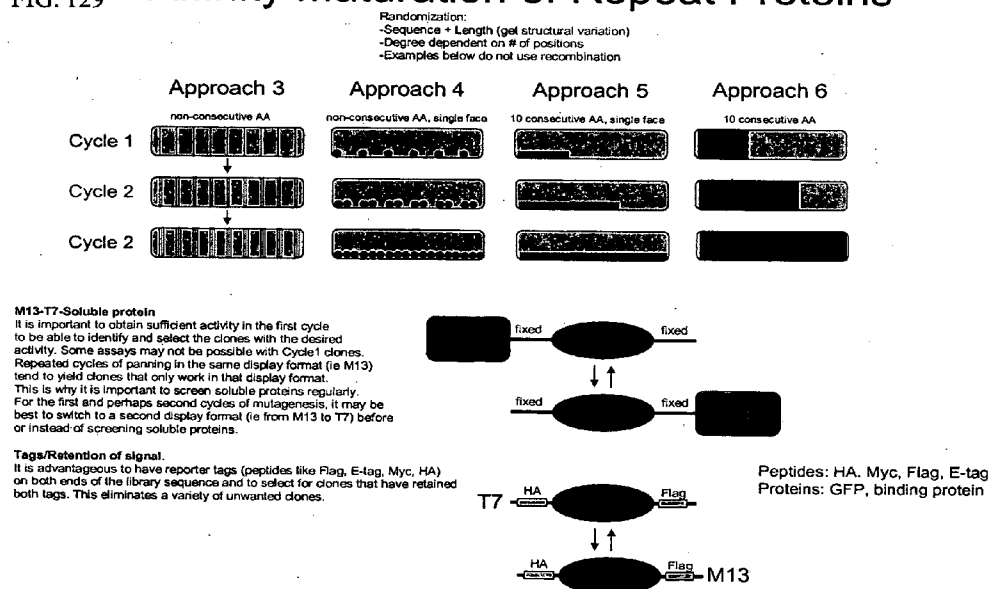 FIG. 129 Affinity Maturation of Repeat Proteins
Randomization:
-Sequence + Length (get structural variation)
-Degree dependent on # of positions
-Examples below do not use recombination
Approach 3 Approach 4 Approach 5 Approach 6
non-consecutive AA non-consecutive AA, single face 10 consecutive AA, single face 10 consecutive AA
Cycle 1
Cycle 2
Cycle 2
M13-T7-Soluble protein
It is important to obtain sufficient activity in the first cycle
to be able to identify and select the clones with the desired
activity. Some assays may not be possible with Cycle1 clones.
Repeated cycles of panning in the same display format (ie M13)
tend to yield clones that only work in that display format.
This is why it is important to screen soluble proteins regularly.
For the first and perhaps second cycles of mutagenesis, it may be
best to switch to a second display format (ie from M13 to T7) before
or instead of screening soluble proteins.
fixed fixed
fixed fixed
Tags/Retention of signal.
It is advantageous to have reporter tags (peptides like Flag, E-tag, Myc, HA)
on both ends of the library sequence and to select for clones that have retained
both tags. This eliminates a variety of unwanted clones.
Peptides: HA. Myc, Flag, E-tag
Proteins: GFP, binding protein
T7 HA Flag
HA Flag M13